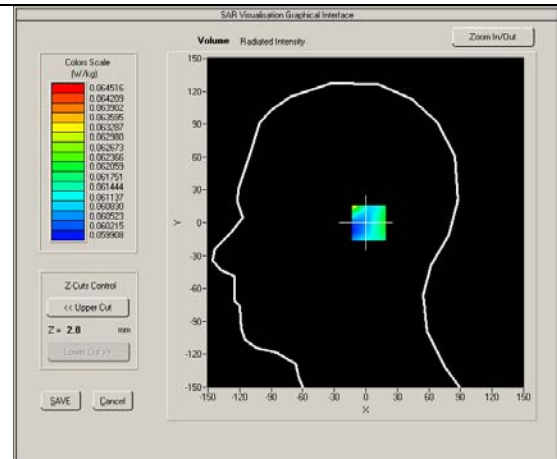 SAR Visualisation Graphical Interface
Volume Radiated Intensity
Zoom In/Out
Colors Scale
(W/kg)
0.064516
0.064209
0.063902
0.063595
0.063287
0.062980
0.062673
0.062366
0.062059
0.061751
0.061444
0.061137
0.060830
0.060523
0.060215
0.059908
Z-Cuts Control
<< Upper Cut
Z = 2.8 mm
Lower Cut >>
SAVE Cancel
150
120
90
60
30
0
-30
-60
-90
-120
-150
Y
-150 -120 -90 -60 -30 0 30 60 90 120 150
X